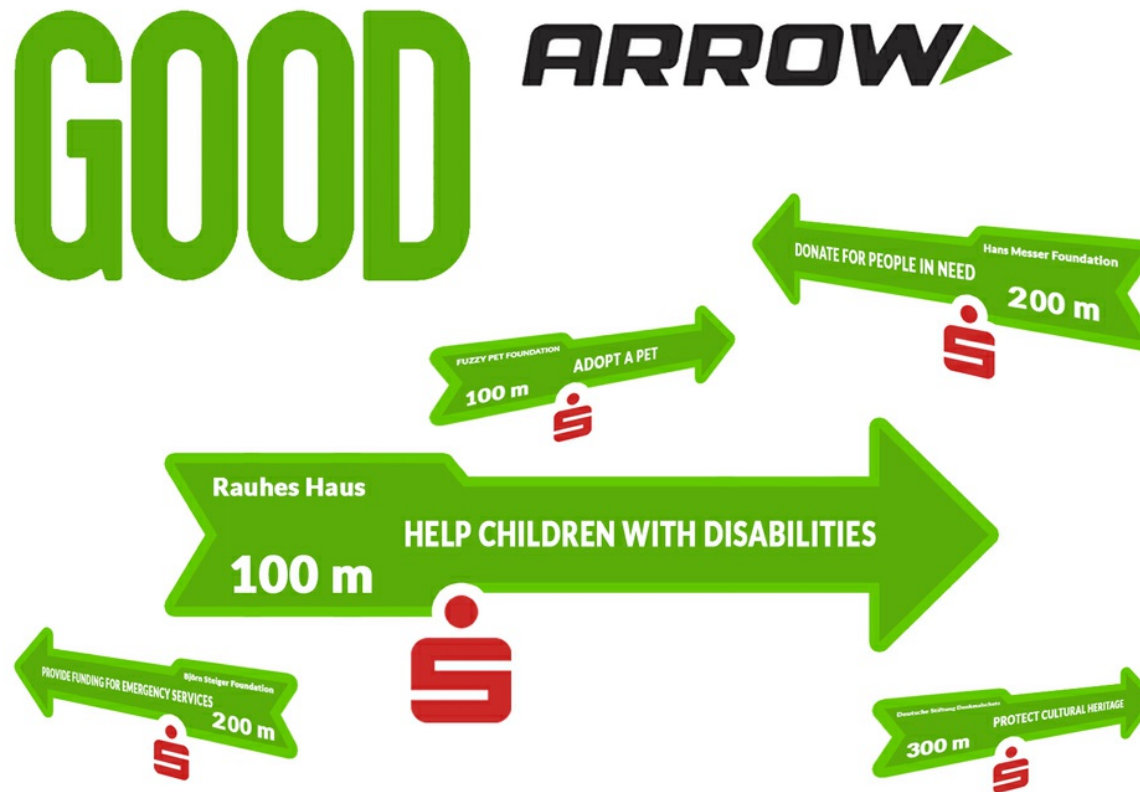 GOOD
ARROW
DONATE FOR PEOPLE IN NEED
Hans Messer Foundation
200 m
FUZZY PET FOUNDATION
ADOPT A PET
100 m
Rauhes Haus
HELP CHILDREN WITH DISABILITIES
100 m
PROVIDE FUNDING FOR EMERGENCY SERVICES
Björn Steiger Foundation
200 m
Deutsche Stiftung Denkmalschutz
PROTECT CULTURAL HERITAGE
300 m